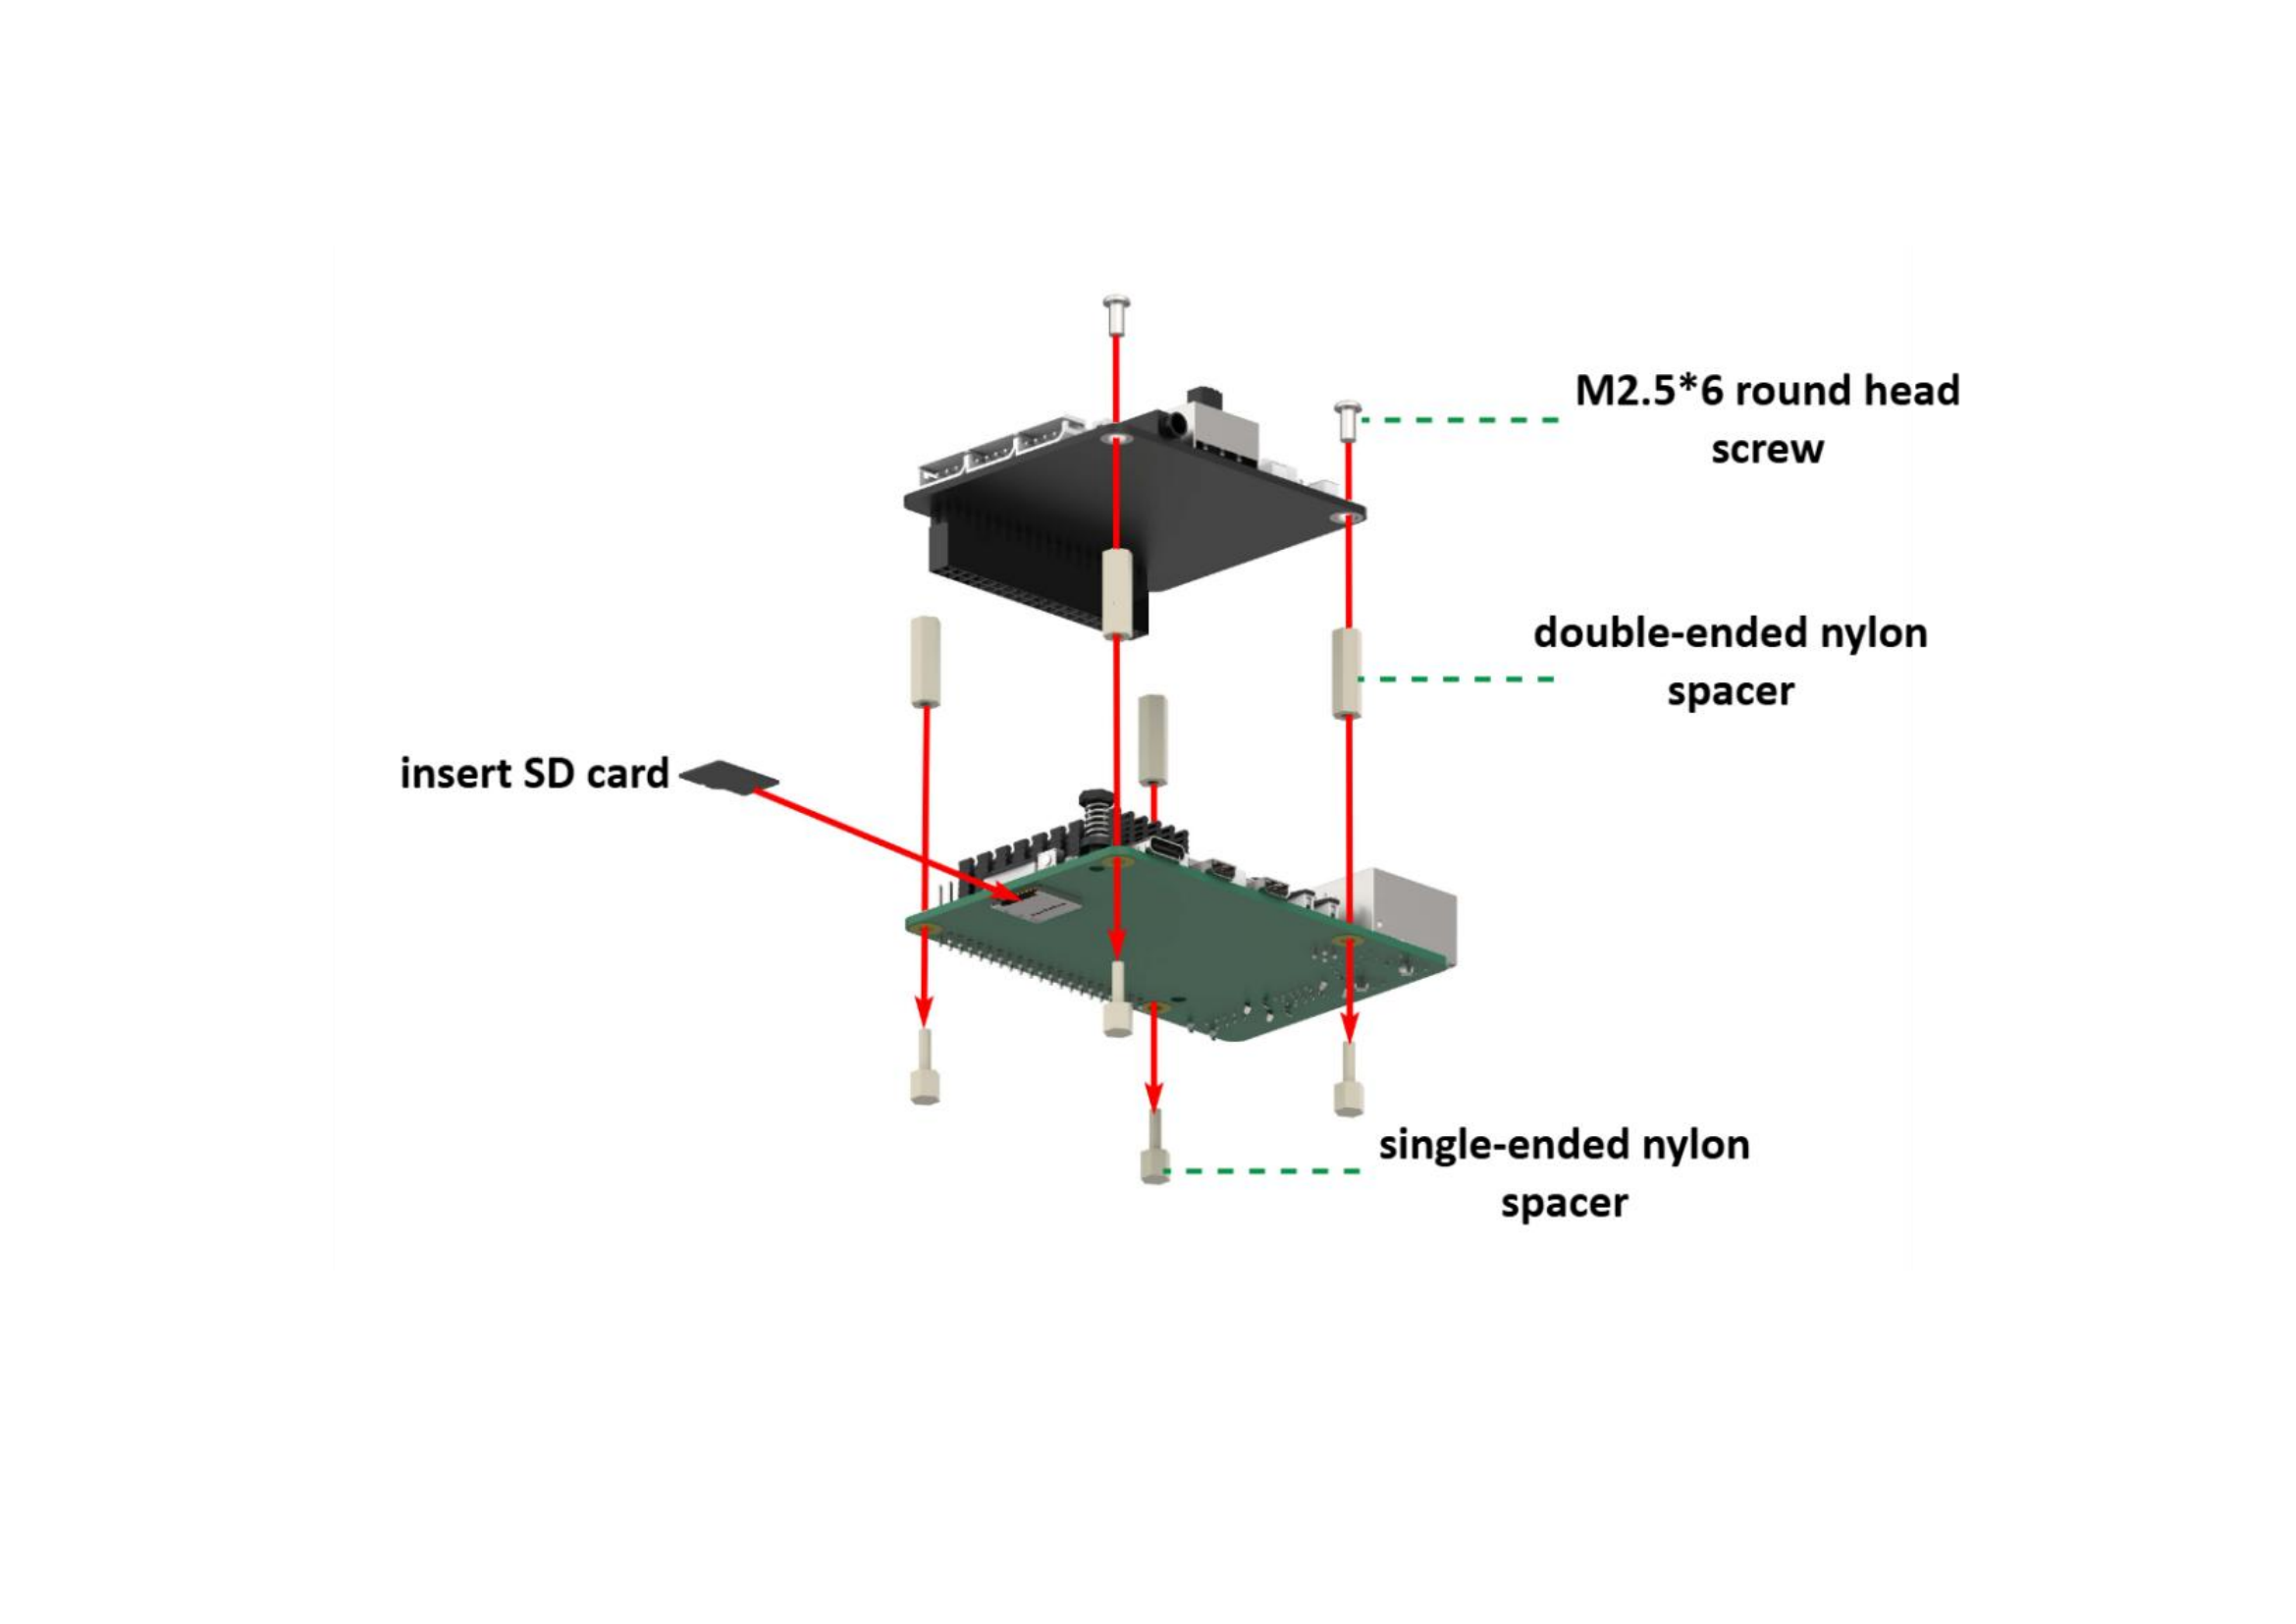 M2.5*6 round head
screw
double-ended nylon
spacer
insert SD card
single-ended nylon
spacer